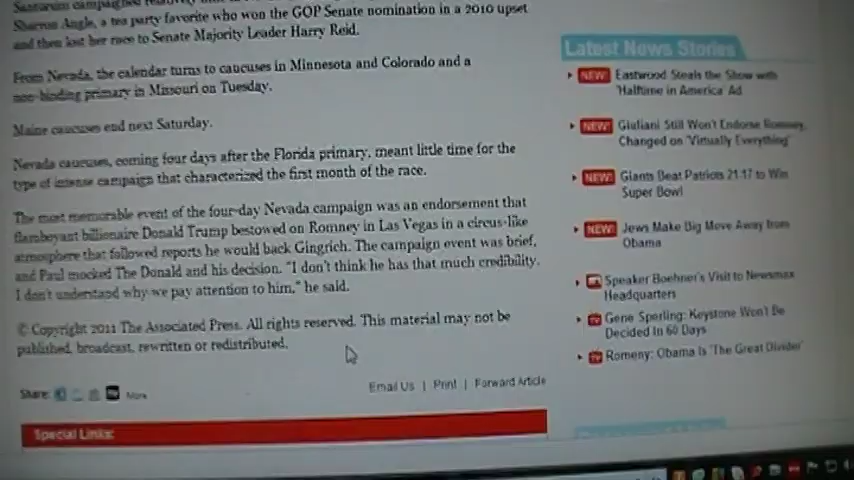 Santorum campaigned relatively
Sharron Angle, a tea party favorite who won the GOP Senate nomination in a 2010 upset
and then lost her race to Senate Majority Leader Harry Reid.
From Nevada, the calendar turns to caucuses in Minnesota and Colorado and a
non-binding primary in Missouri on Tuesday.
Maine caucuses end next Saturday.
Nevada caucuses, coming four days after the Florida primary, meant little time for the
type of intense campaign that characterized the first month of the race.
The most memorable event of the four-day Nevada campaign was an endorsement that
flamboyant billionaire Donald Trump bestowed on Romney in Las Vegas in a circus-like
atmosphere that followed reports he would back Gingrich. The campaign event was brief,
and Paul mocked The Donald and his decision. "I don't think he has that much credibility.
I don't understand why we pay attention to him," he said.
© Copyright 2011 The Associated Press. All rights reserved. This material may not be
published, broadcast, rewritten or redistributed.
Share: More
Email Us | Print | Forward Article
Special Links:
Latest News Stories
NEW! Eastwood Steals the Show with
'Halftime in America' Ad
NEW! Giuliani Still Won't Endorse Romney,
Changed on 'Virtually Everything'
NEW! Giants Beat Patriots 21-17 to Win
Super Bowl
NEW! Jews Make Big Move Away from
Obama
Speaker Boehner's Visit to Newsmax
Headquarters
Gene Sperling: Keystone Won't Be
Decided In 60 Days
Romeny: Obama Is 'The Great Divider'